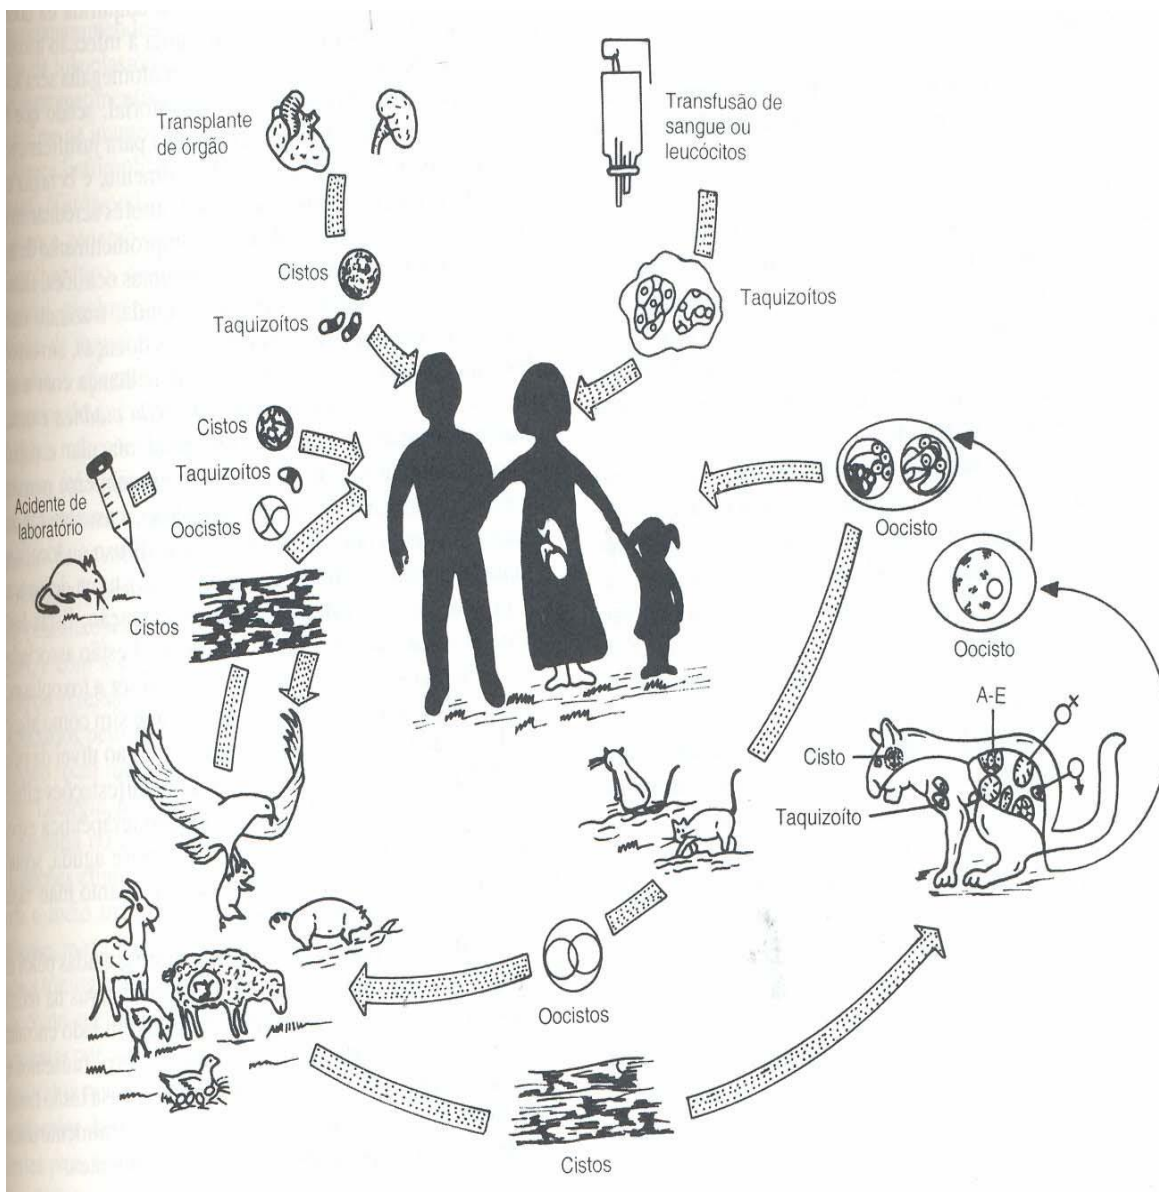 Transplante
de órgão
Transfusão de
sangue ou
leucócitos
Cistos
Taquizoítos
Taquizoítos
Cistos
Taquizoítos
Oocistos
Acidente de
laboratório
Cistos
Oocisto
Oocisto
A-E
Cisto
Taquizoíto
Oocistos
Cistos